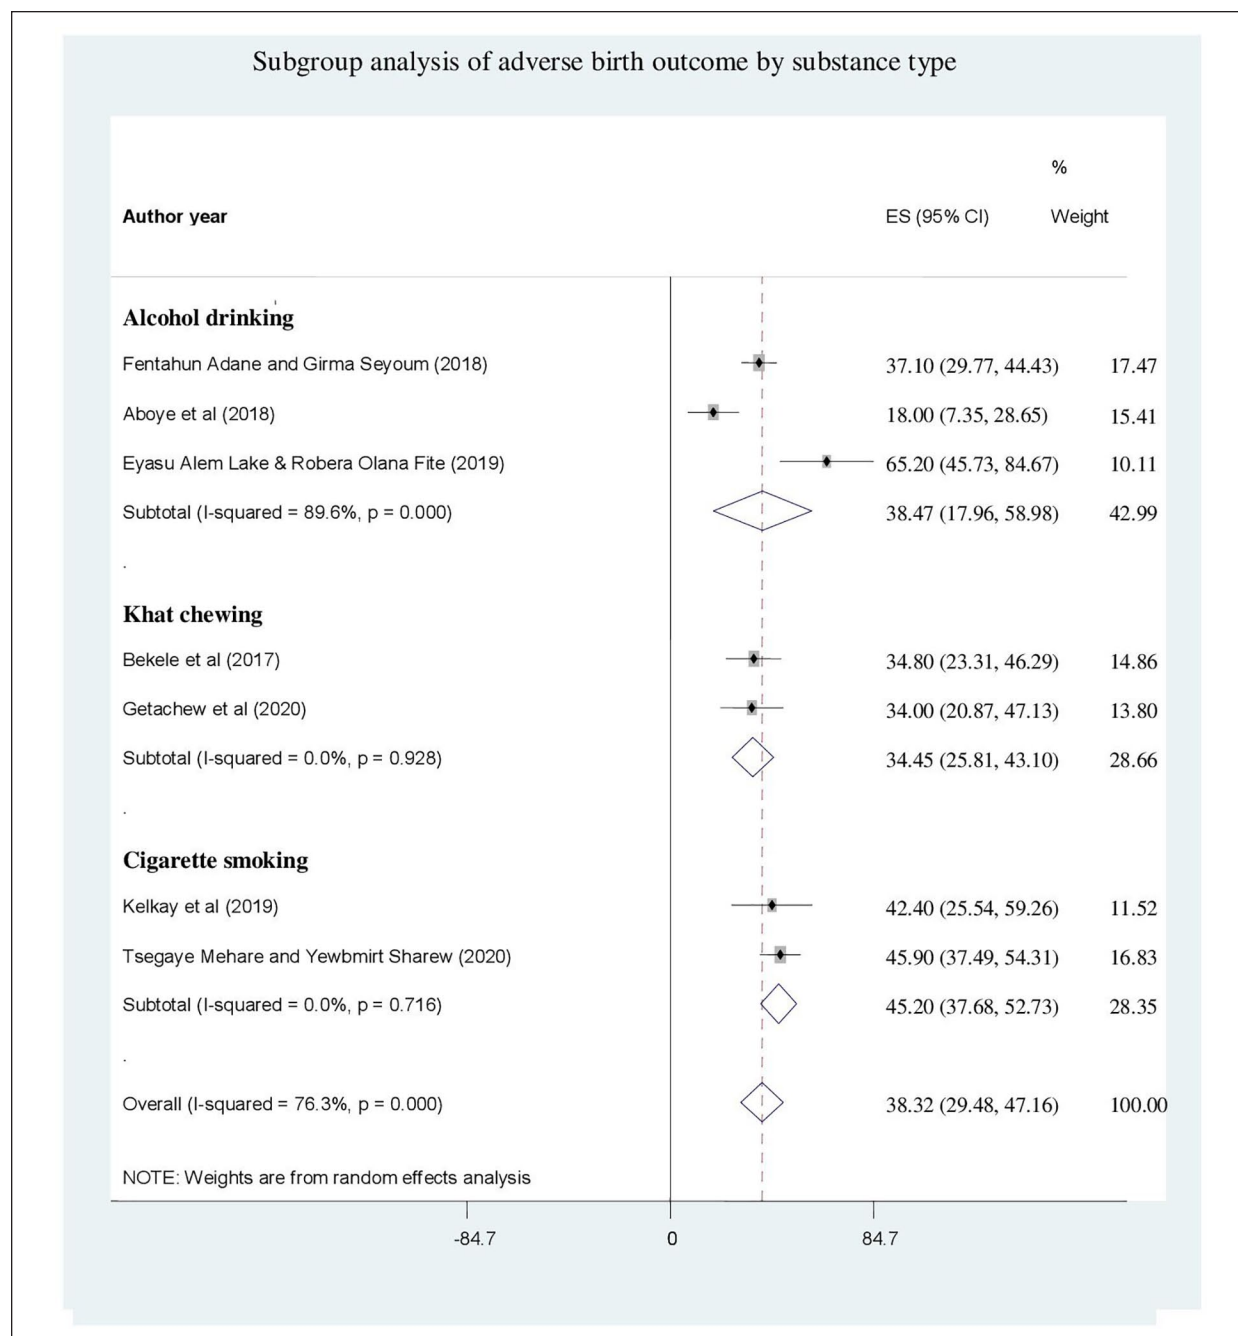 Subgroup analysis of adverse birth outcome by substance type
%
Author year ES (95% CI) Weight
Alcohol drinking
Fentahun Adane and Girma Seyoum (2018) 37.10 (29.77, 44.43) 17.47
Aboye et al (2018) 18.00 (7.35, 28.65) 15.41
Eyasu Alem Lake & Robera Olana Fite (2019) 65.20 (45.73, 84.67) 10.11
Subtotal (I-squared = 89.6%, p = 0.000) 38.47 (17.96, 58.98) 42.99
.
Khat chewing
Bekele et al (2017) 34.80 (23.31, 46.29) 14.86
Getachew et al (2020) 34.00 (20.87, 47.13) 13.80
Subtotal (I-squared = 0.0%, p = 0.928) 34.45 (25.81, 43.10) 28.66
.
Cigarette smoking
Kelkay et al (2019) 42.40 (25.54, 59.26) 11.52
Tsegaye Mehare and Yewbmirt Sharew (2020) 45.90 (37.49, 54.31) 16.83
Subtotal (I-squared = 0.0%, p = 0.716) 45.20 (37.68, 52.73) 28.35
.
Overall (I-squared = 76.3%, p = 0.000) 38.32 (29.48, 47.16) 100.00
NOTE: Weights are from random effects analysis
-84.7 0 84.7